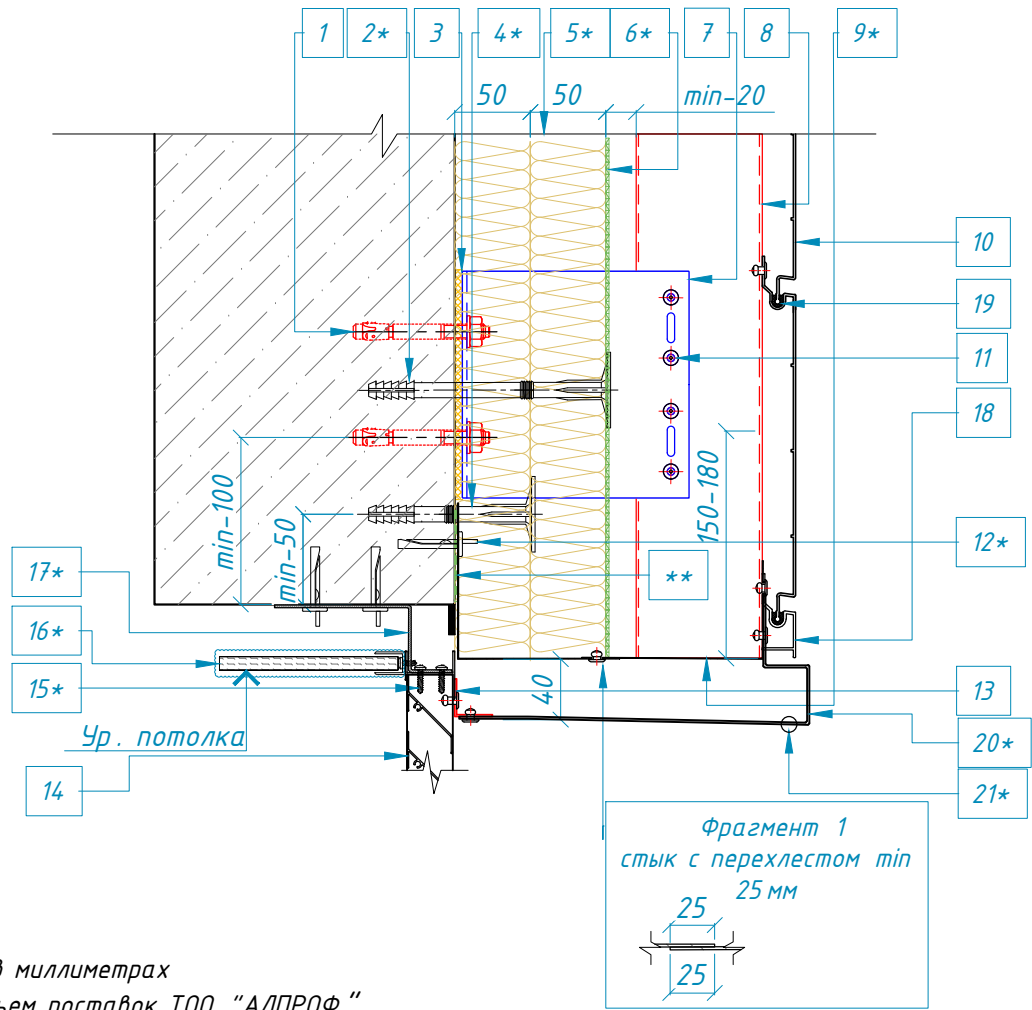 1 2* 3 4* 5* 6* 7 8 9*
50 50 min-20
10
19
11
18
min-100
min-50
150-180
12*
**
17*
16*
15*
40
13
Ур. потолка
14
20*
21*
Фрагмент 1
стык с перехлестом min
25 мм
25
25
в миллиметрах
ем поставок ТОО "АЛПРОФ"